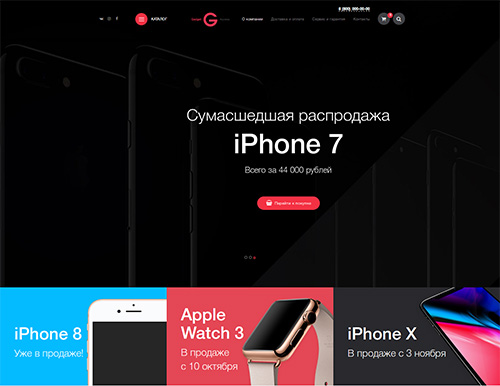 КАТАЛОГ
G
О компании
Доставка и оплата
Сервис и гарантия
Контакты
8 (800) 000-00-00
Сумасшедшая распродажа
iPhone 7
Всего за 44 000 рублей
Перейти к покупке
iPhone 8
Уже в продаже!
Apple
Watch 3
В продаже
с 10 октября
iPhone X
В продаже с 3 ноября